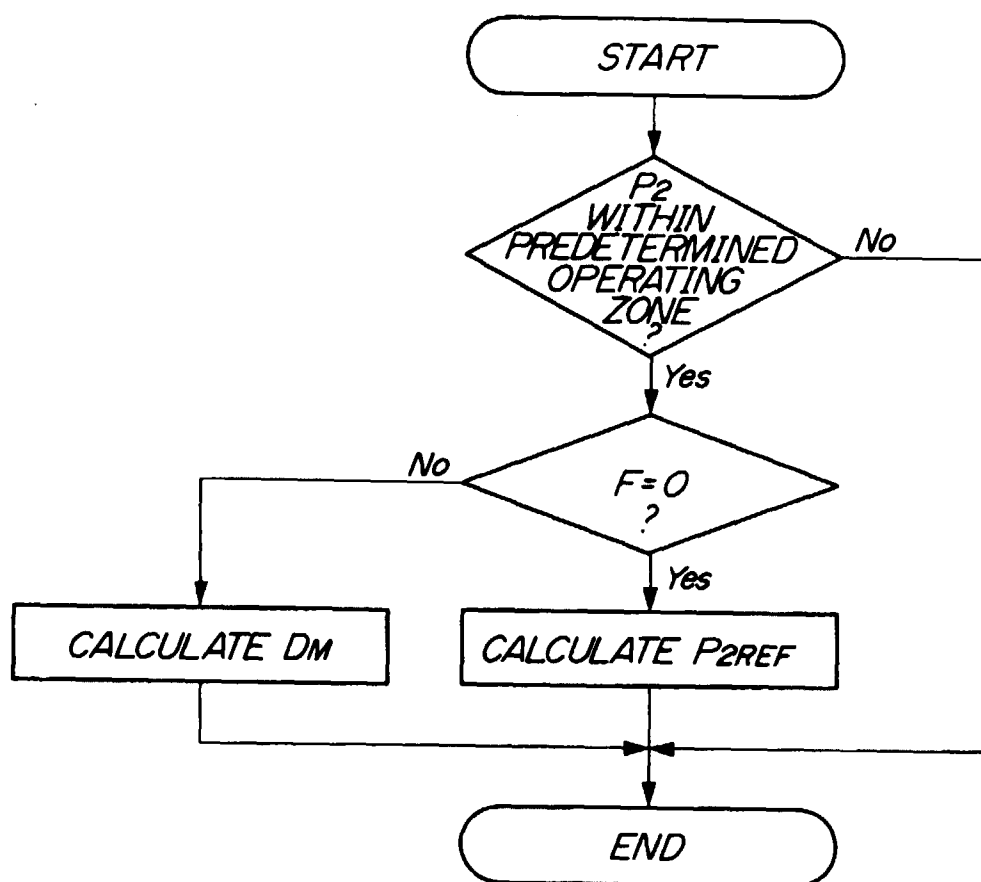 START
P2
WITHIN
PREDETERMINED
OPERATING
ZONE
?
No
Yes
No
F=0
?
Yes
CALCULATE DM
CALCULATE P2REF
END